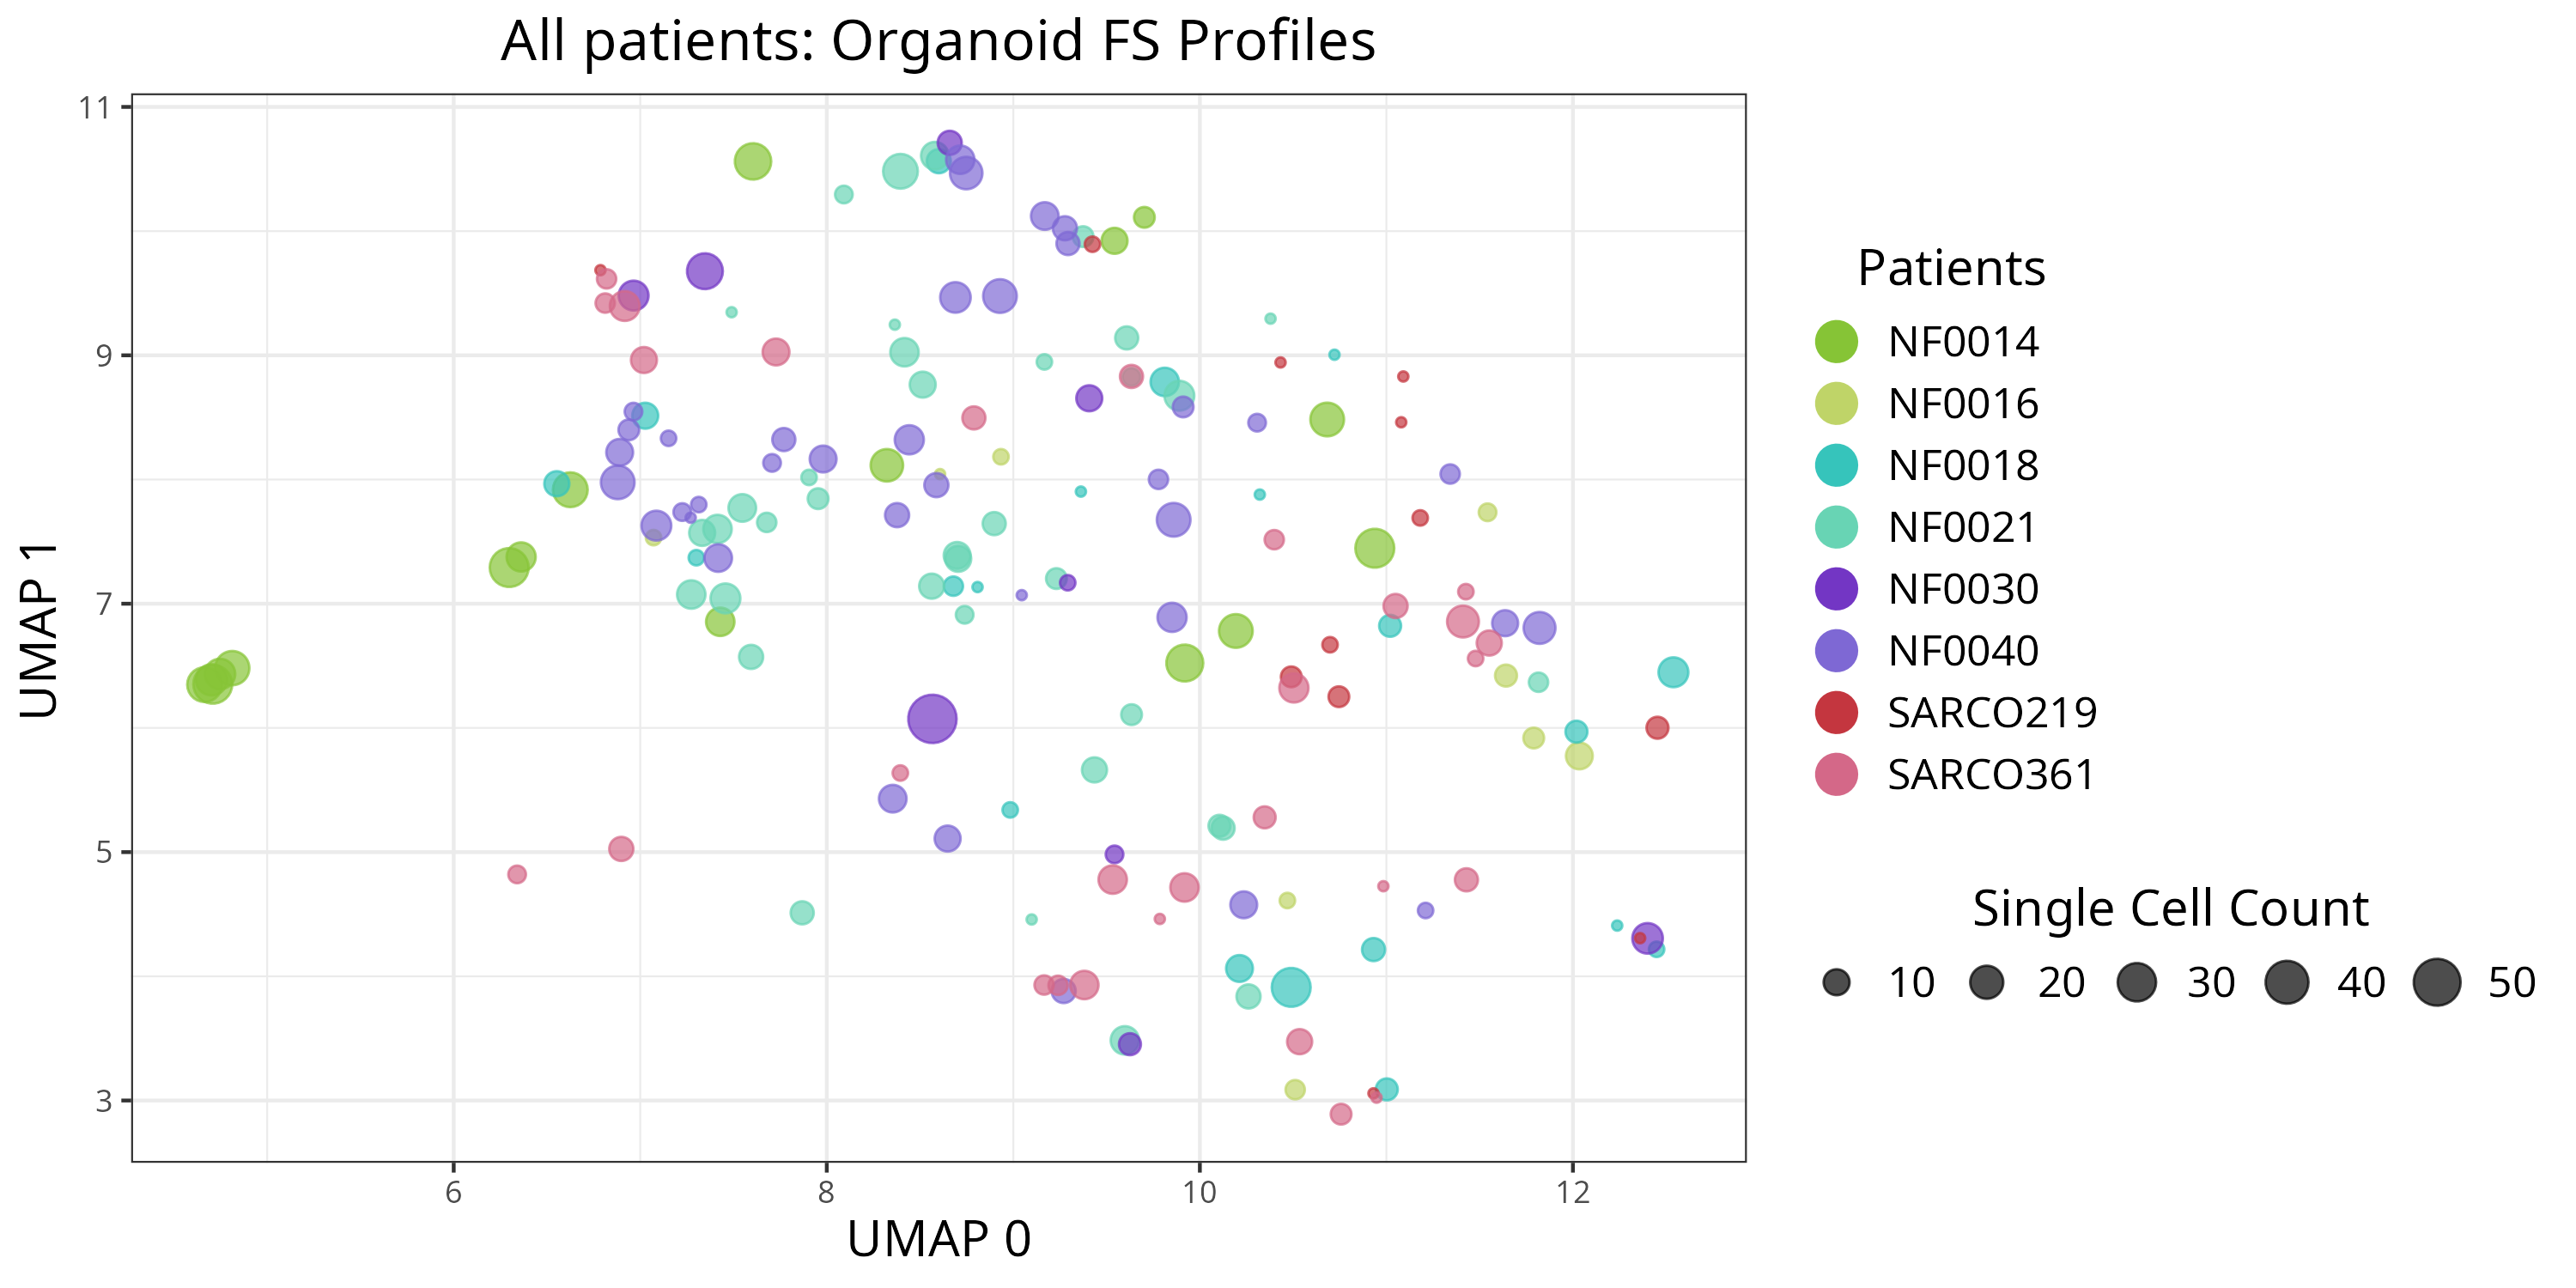 All patients: Organoid FS Profiles
11
9
7
5
3
UMAP 1
6 8 10 12
UMAP 0
Patients
NF0014
NF0016
NF0018
NF0021
NF0030
NF0040
SARCO219
SARCO361
Single Cell Count
10 20 30 40 50